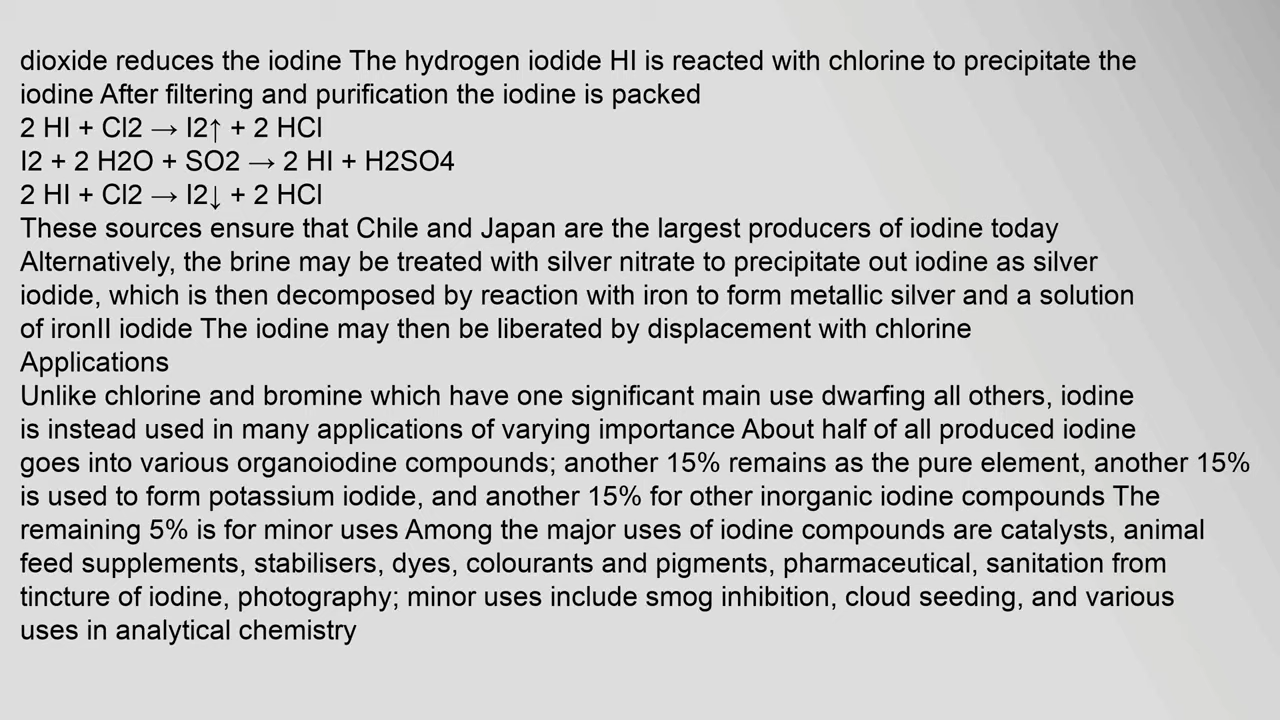 dioxide reduces the iodine The hydrogen iodide HI is reacted with chlorine to precipitate the
iodine After filtering and purification the iodine is packed
2 HI + Cl2 → I2↑ + 2 HCl
I2 + 2 H2O + SO2 → 2 HI + H2SO4
2 HI + Cl2 → I2↓ + 2 HCl
These sources ensure that Chile and Japan are the largest producers of iodine today
Alternatively, the brine may be treated with silver nitrate to precipitate out iodine as silver
iodide, which is then decomposed by reaction with iron to form metallic silver and a solution
of ironII iodide The iodine may then be liberated by displacement with chlorine
Applications
Unlike chlorine and bromine which have one significant main use dwarfing all others, iodine
is instead used in many applications of varying importance About half of all produced iodine
goes into various organoiodine compounds; another 15% remains as the pure element, another 15%
is used to form potassium iodide, and another 15% for other inorganic iodine compounds The
remaining 5% is for minor uses Among the major uses of iodine compounds are catalysts, animal
feed supplements, stabilisers, dyes, colourants and pigments, pharmaceutical, sanitation from
tincture of iodine, photography; minor uses include smog inhibition, cloud seeding, and various
uses in analytical chemistry